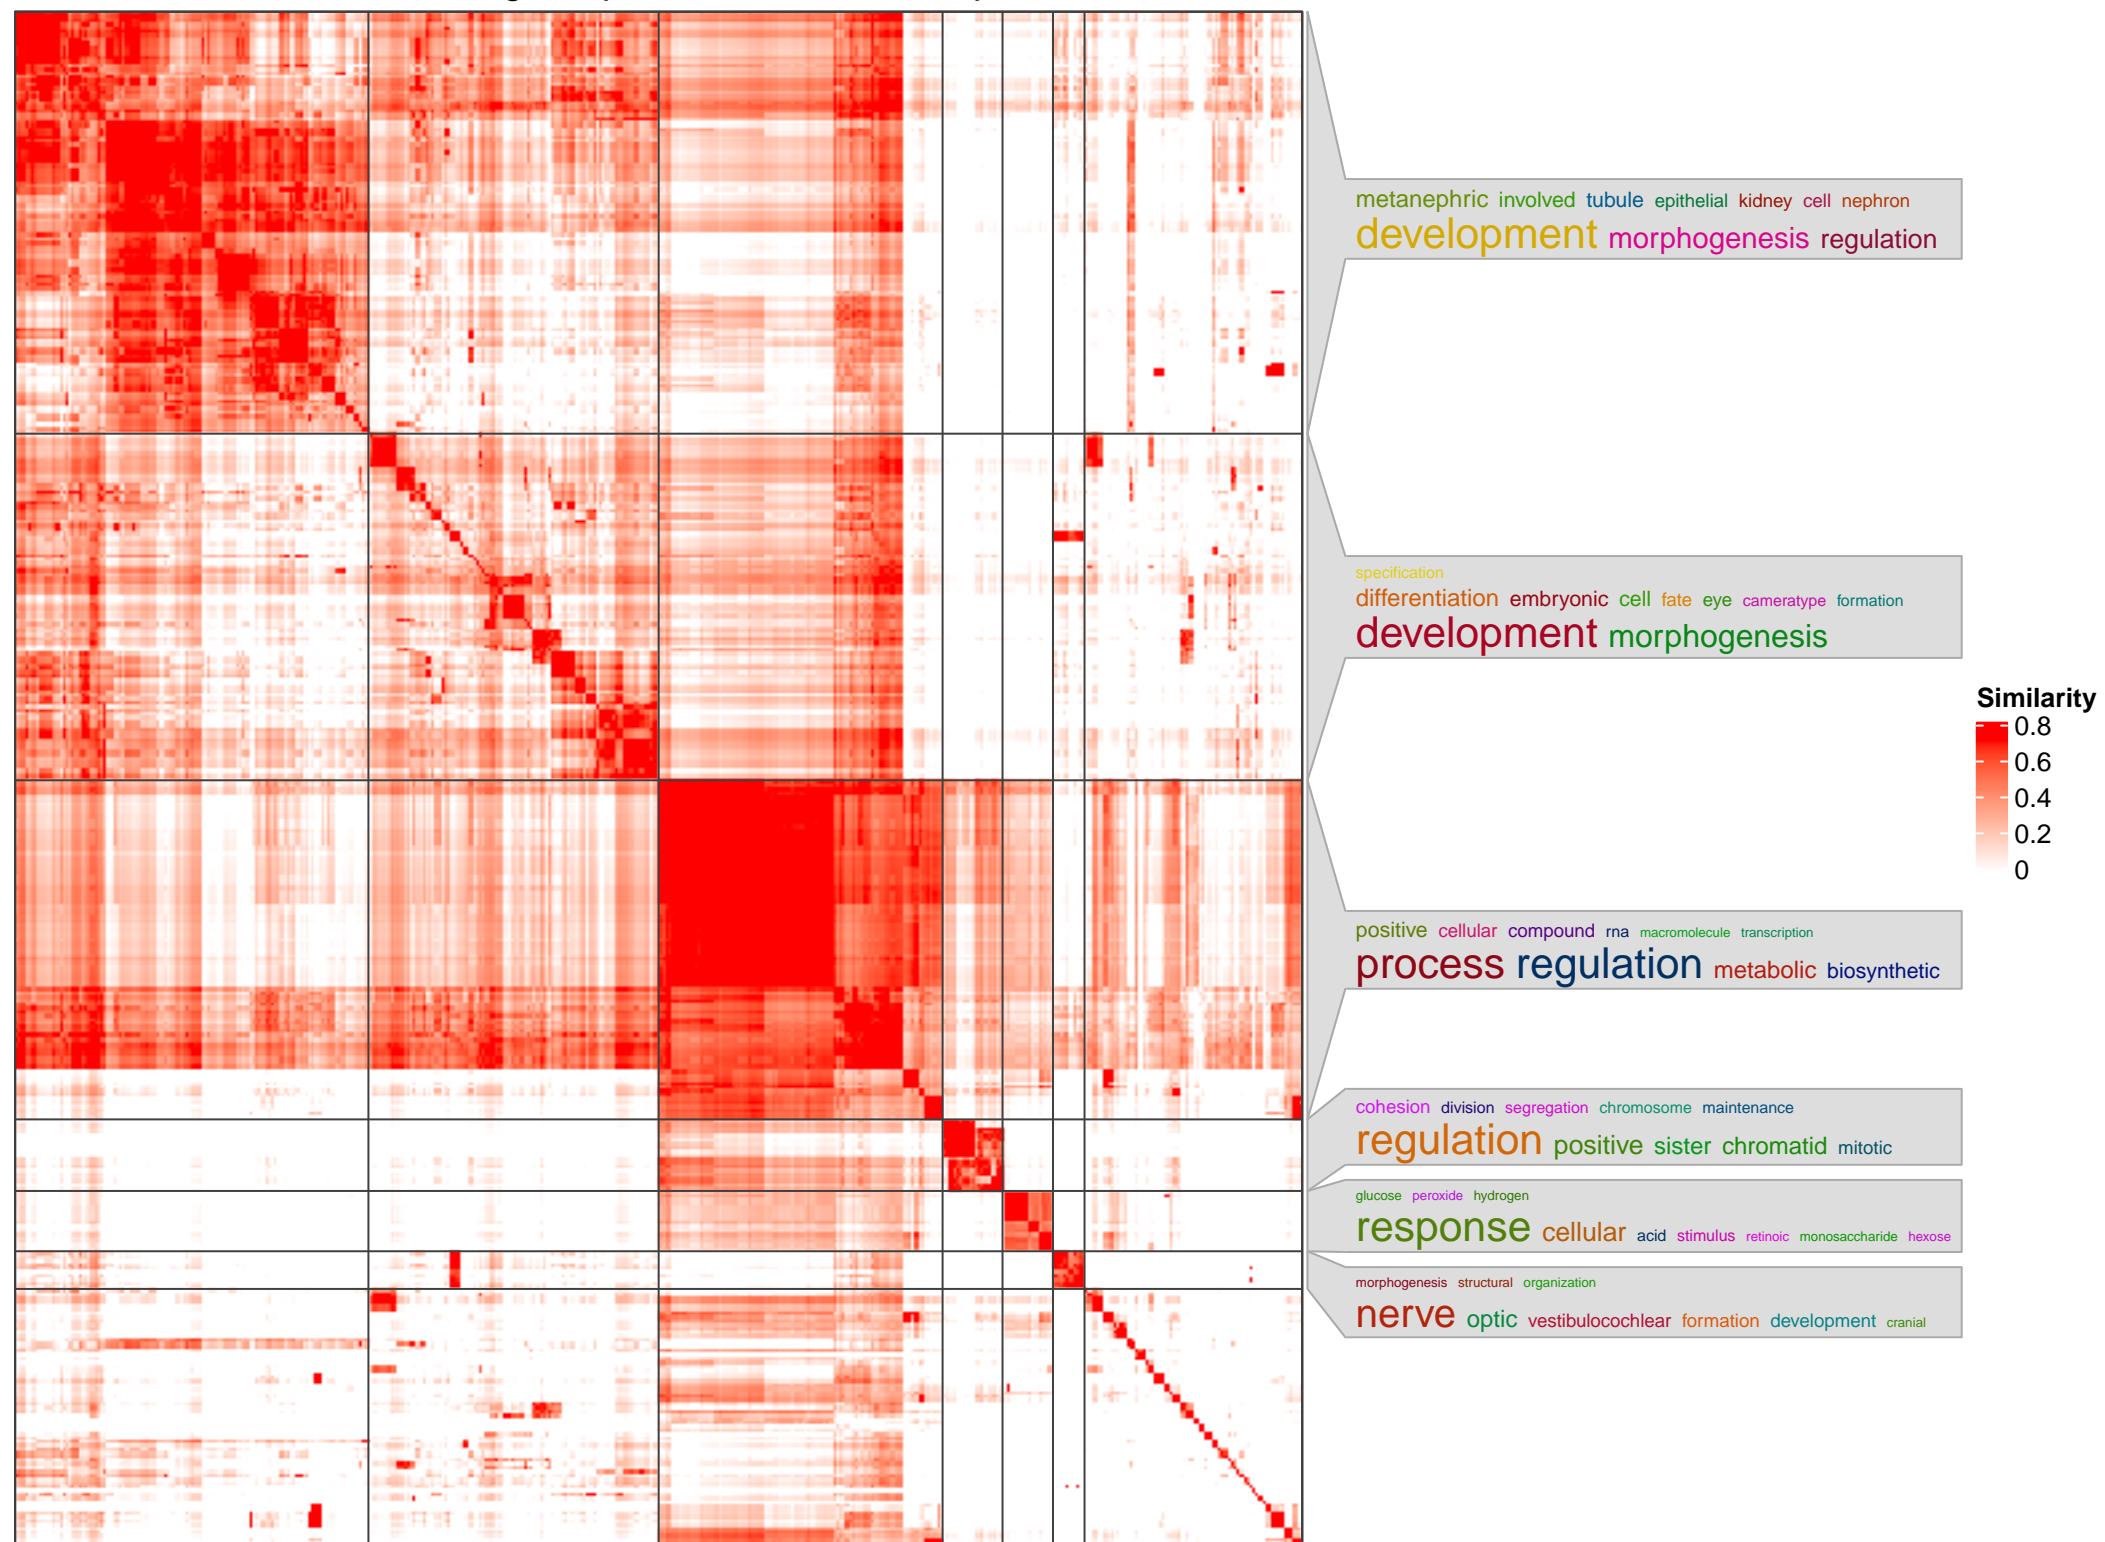 metanephric involved tubule epithelial kidney cell nephron
development morphogenesis regulation
specification
differentiation embryonic cell fate eye cameratype formation
development morphogenesis
Similarity
0.8
0.6
0.4
0.2
0
positive cellular compound rna macromolecule transcription
process regulation metabolic biosynthetic
cohesion division segregation chromosome maintenance
regulation positive sister chromatid mitotic
glucose peroxide hydrogen
response cellular acid stimulus retinoic monosaccharide hexose
morphogenesis structural organization
nerve optic vestibulocochlear formation development cranial